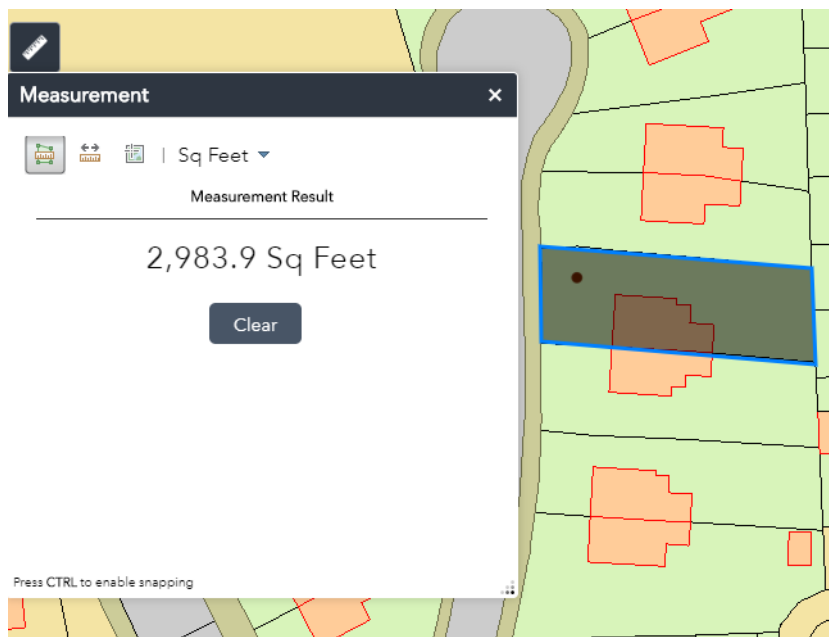 Measurement
Sq Feet
Measurement Result
2,983.9 Sq Feet
Clear
Press CTRL to enable snapping